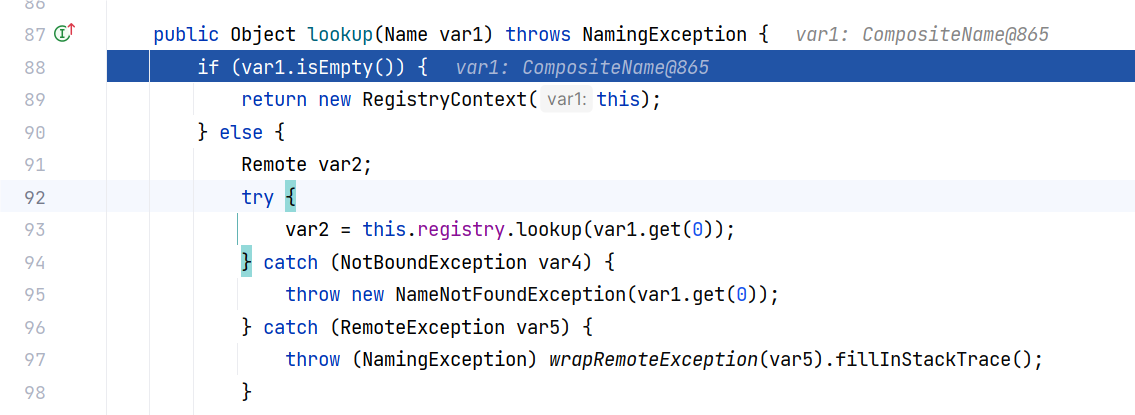 86
87 public Object lookup(Name var1) throws NamingException {  var1: CompositeName@865
88 if (var1.isEmpty()) {  var1: CompositeName@865
89 return new RegistryContext( var1: this);
90 } else {
91 Remote var2;
92 try {
93 var2 = this.registry.lookup(var1.get(0));
94 } catch (NotBoundException var4) {
95 throw new NameNotFoundException(var1.get(0));
96 } catch (RemoteException var5) {
97 throw (NamingException) wrapRemoteException(var5).fillInStackTrace();
98 }